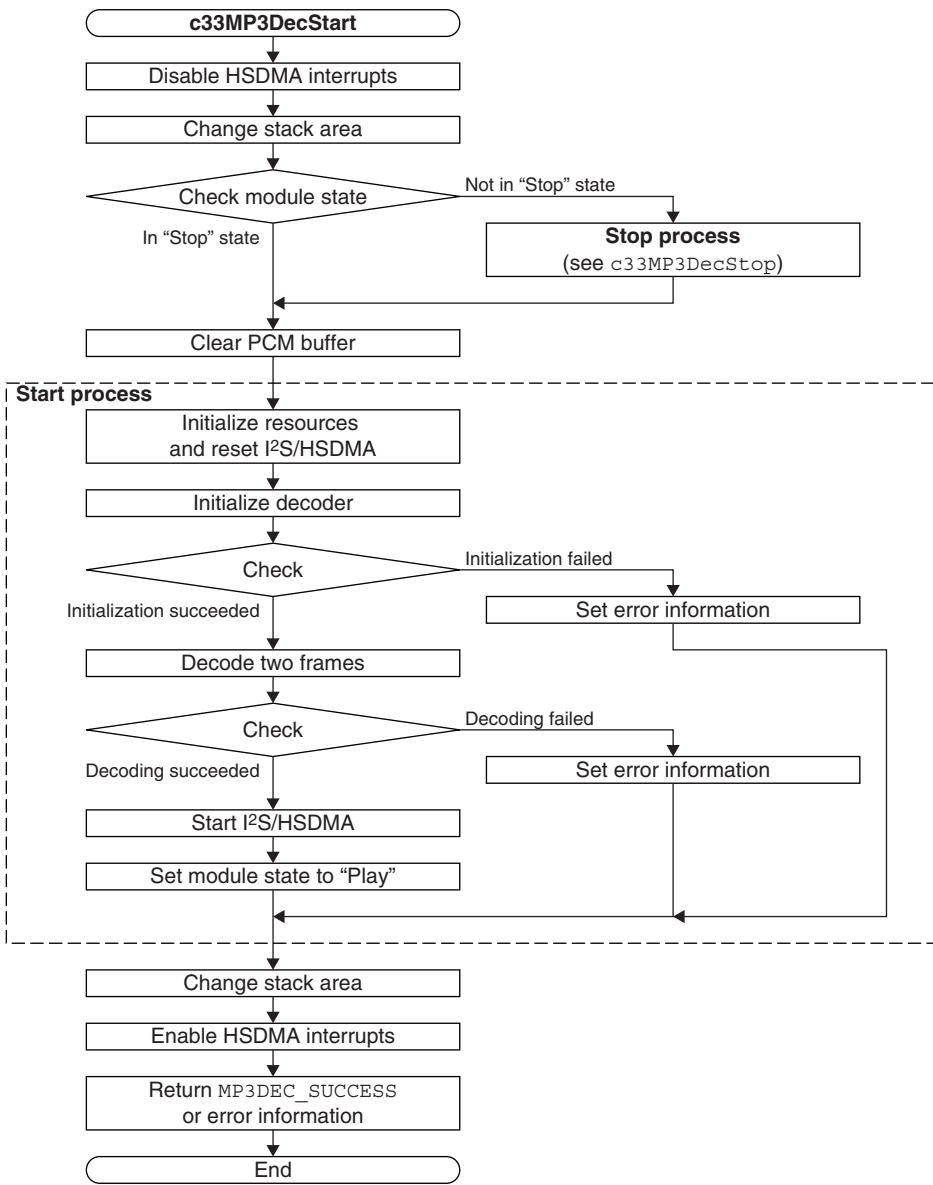 c33MP3DecStart
Disable HSDMA interrupts
Change stack area
Check module state
Not in “Stop” state
In “Stop” state
Stop process
(see c33MP3DecStop)
Clear PCM buffer
Start process
Initialize resources
and reset I2S/HSDMA
Initialize decoder
Check
Initialization failed
Initialization succeeded
Set error information
Decode two frames
Check
Decoding failed
Decoding succeeded
Set error information
Start I2S/HSDMA
Set module state to “Play”
Change stack area
Enable HSDMA interrupts
Return MP3DEC_SUCCESS
or error information
End